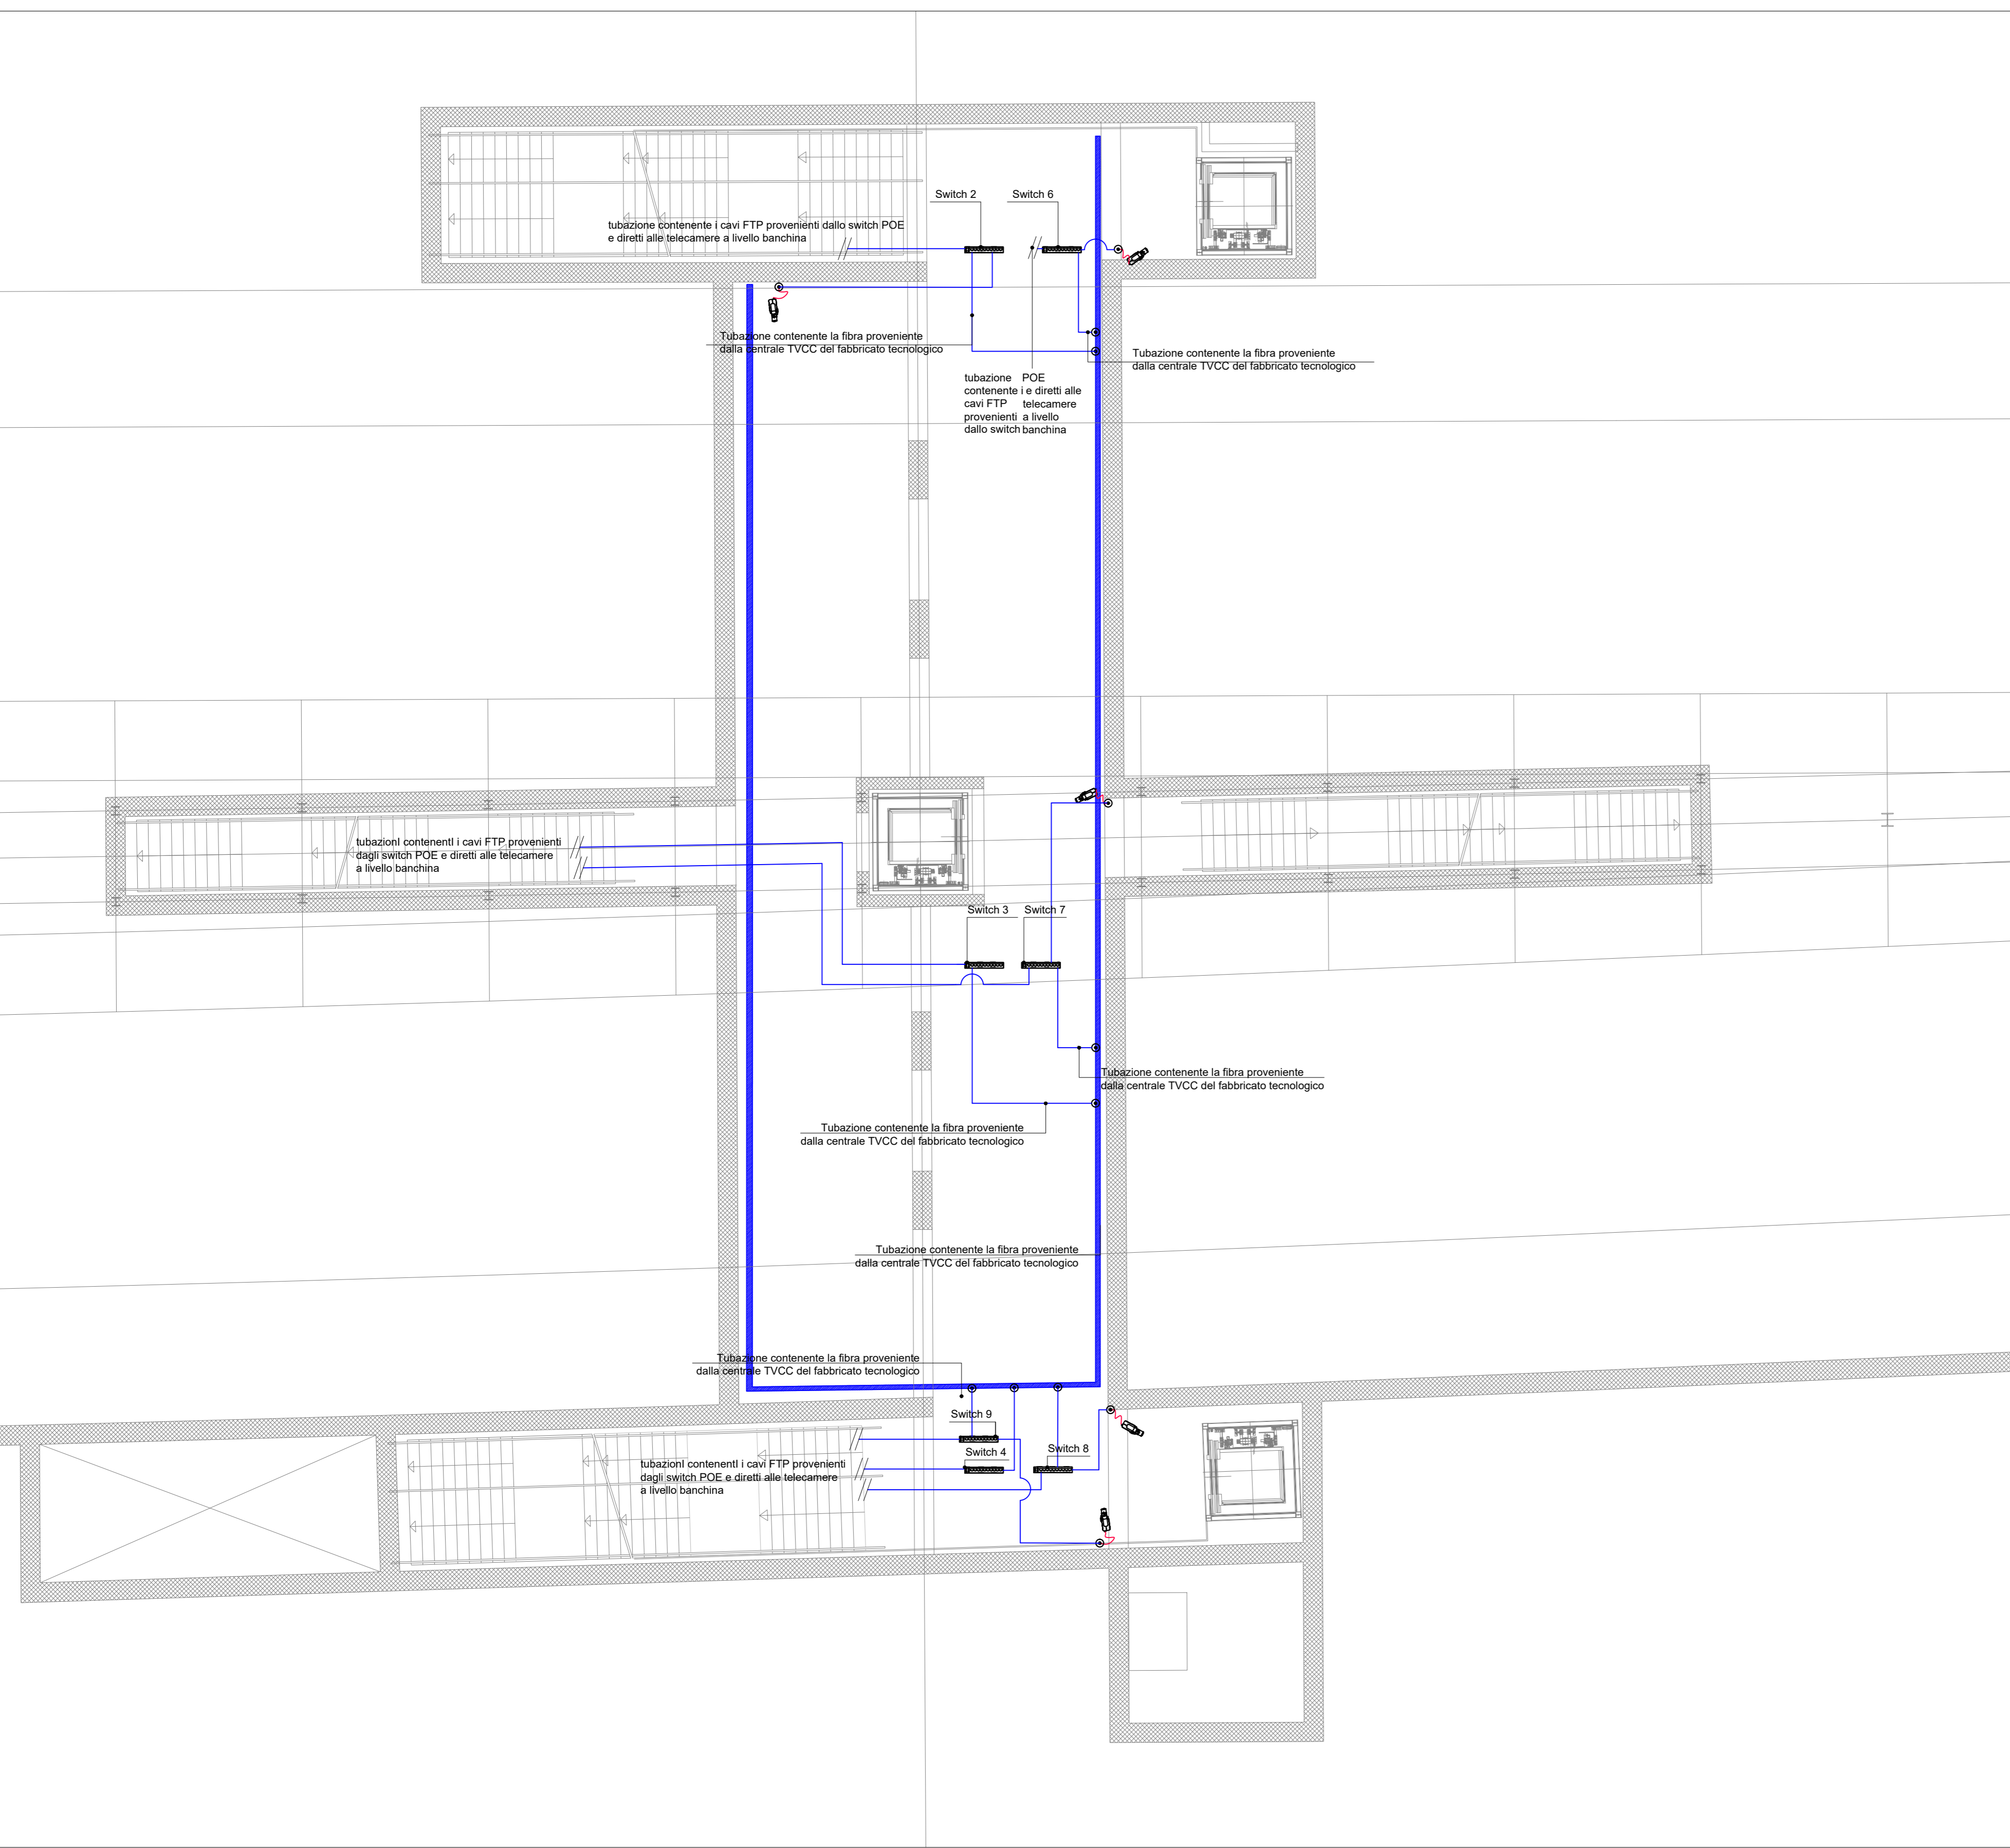 Switch 2
Switch 6
tubazione contenente i cavi FTP provenienti dallo switch POE
e diretti alle telecamere a livello banchina
Tubazione contenente la fibra proveniente
dalla centrale TVCC del fabbricato tecnologico
Tubazione contenente la fibra proveniente
dalla centrale TVCC del fabbricato tecnologico
tubazione
contenente i
cavi FTP
provenienti
dallo switch
POE
e diretti alle
telecamere
a livello
banchina
tubazionI contenentI i cavi FTP provenienti
dagli switch POE e diretti alle telecamere
a livello banchina
Switch 3
Switch 7
Tubazione contenente la fibra proveniente
dalla centrale TVCC del fabbricato tecnologico
Tubazione contenente la fibra proveniente
dalla centrale TVCC del fabbricato tecnologico
Tubazione contenente la fibra proveniente
dalla centrale TVCC del fabbricato tecnologico
Tubazione contenente la fibra proveniente
dalla centrale TVCC del fabbricato tecnologico
Switch 9
Switch 4
Switch 8
tubazionI contenentI i cavi FTP provenienti
dagli switch POE e diretti alle telecamere
a livello banchina